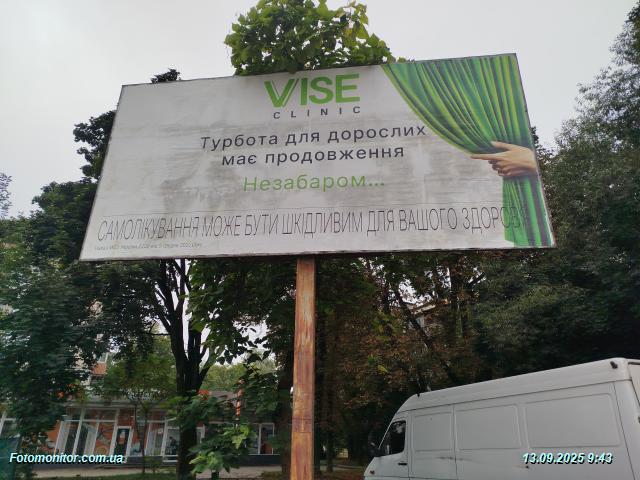 VISE
CLINIC
Турбота для дорослих
має продовження
Незабаром...
САМОЛІКУВАННЯ МОЖЕ БУТИ ШКІДЛИВИМ ДЛЯ ВАШОГО
Fotomonitor.com.ua
13.09.2025 9:43